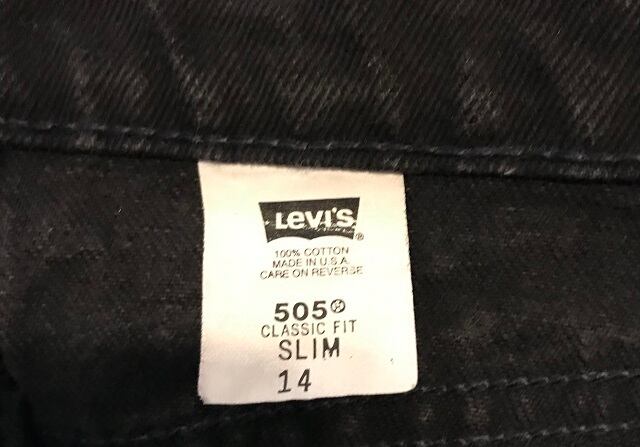 Levi's®
100% COTTON
MADE IN U.S.A.
CARE ON REVERSE
505®
CLASSIC FIT
SLIM
14